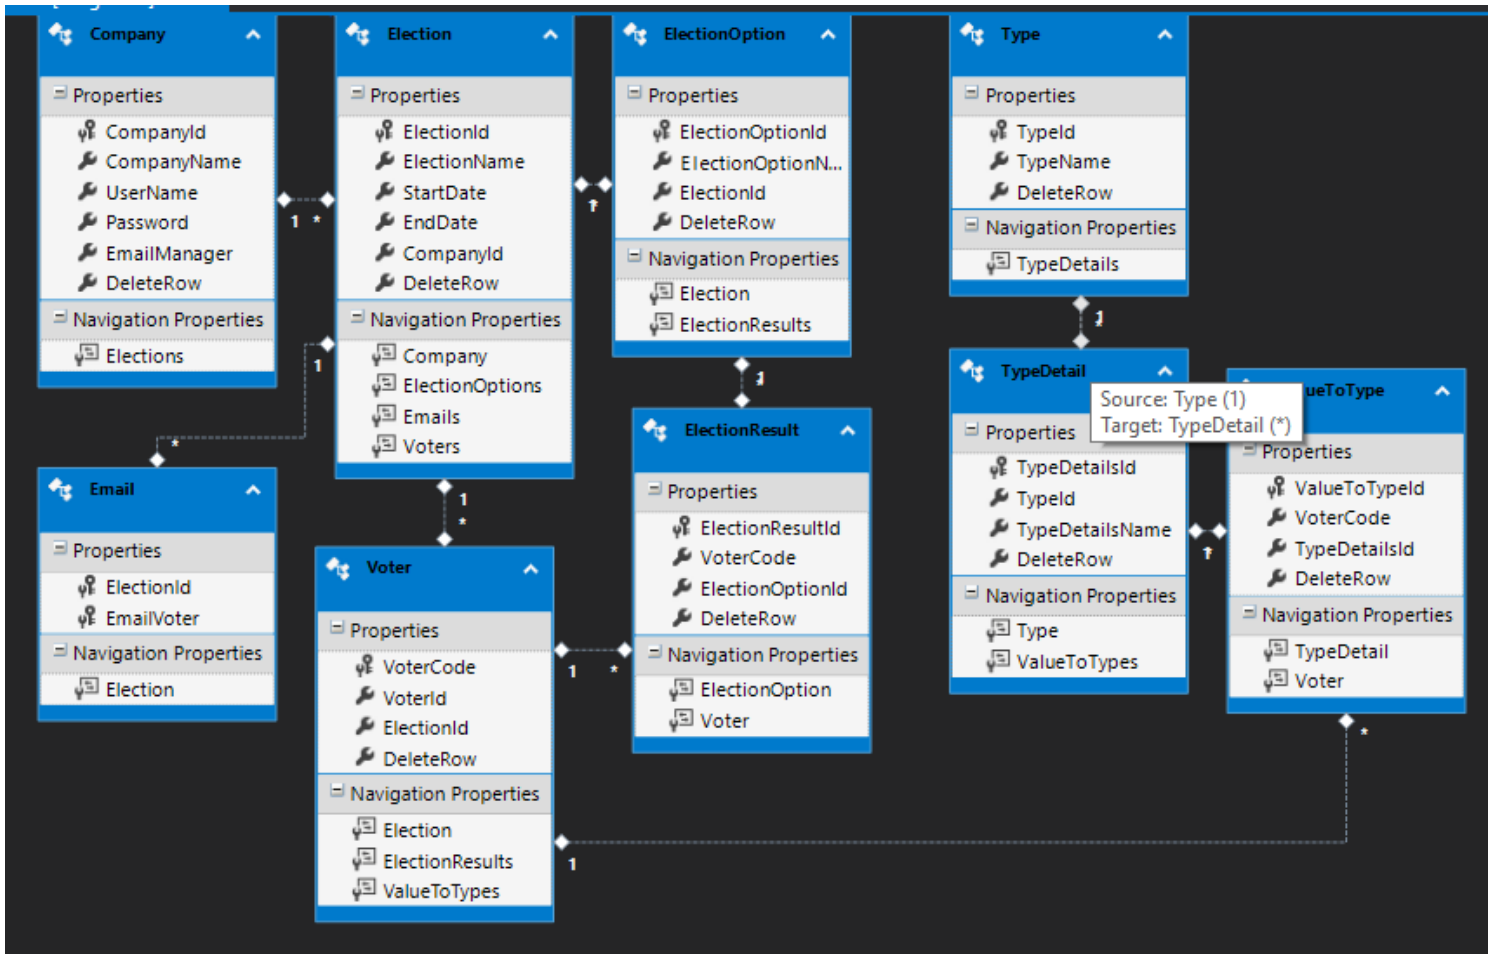 Company
Properties
CompanyId
CompanyName
UserName
Password
EmailManager
DeleteRow
Navigation Properties
Elections
1 *
Election
Properties
ElectionId
ElectionName
StartDate
EndDate
CompanyId
DeleteRow
Navigation Properties
Company
ElectionOptions
Emails
Voters
1
*
1
*
ElectionOption
Properties
ElectionOptionId
ElectionOptionN...
ElectionId
DeleteRow
Navigation Properties
Election
ElectionResults
Type
Properties
TypeId
TypeName
DeleteRow
Navigation Properties
TypeDetails
Email
Properties
ElectionId
EmailVoter
Navigation Properties
Election
Voter
Properties
VoterCode
VoterId
ElectionId
DeleteRow
Navigation Properties
Election
ElectionResults
ValueToTypes
1 *
1
*
ElectionResult
Properties
ElectionResultId
VoterCode
ElectionOptionId
DeleteRow
Navigation Properties
ElectionOption
Voter
TypeDetail
Source: Type (1)
Target: TypeDetail (*)
Properties
TypeDetailsId
TypeId
TypeDetailsName
DeleteRow
Navigation Properties
Type
ValueToTypes
ueToType
Properties
ValueToTypeId
VoterCode
TypeDetailsId
DeleteRow
Navigation Properties
TypeDetail
Voter